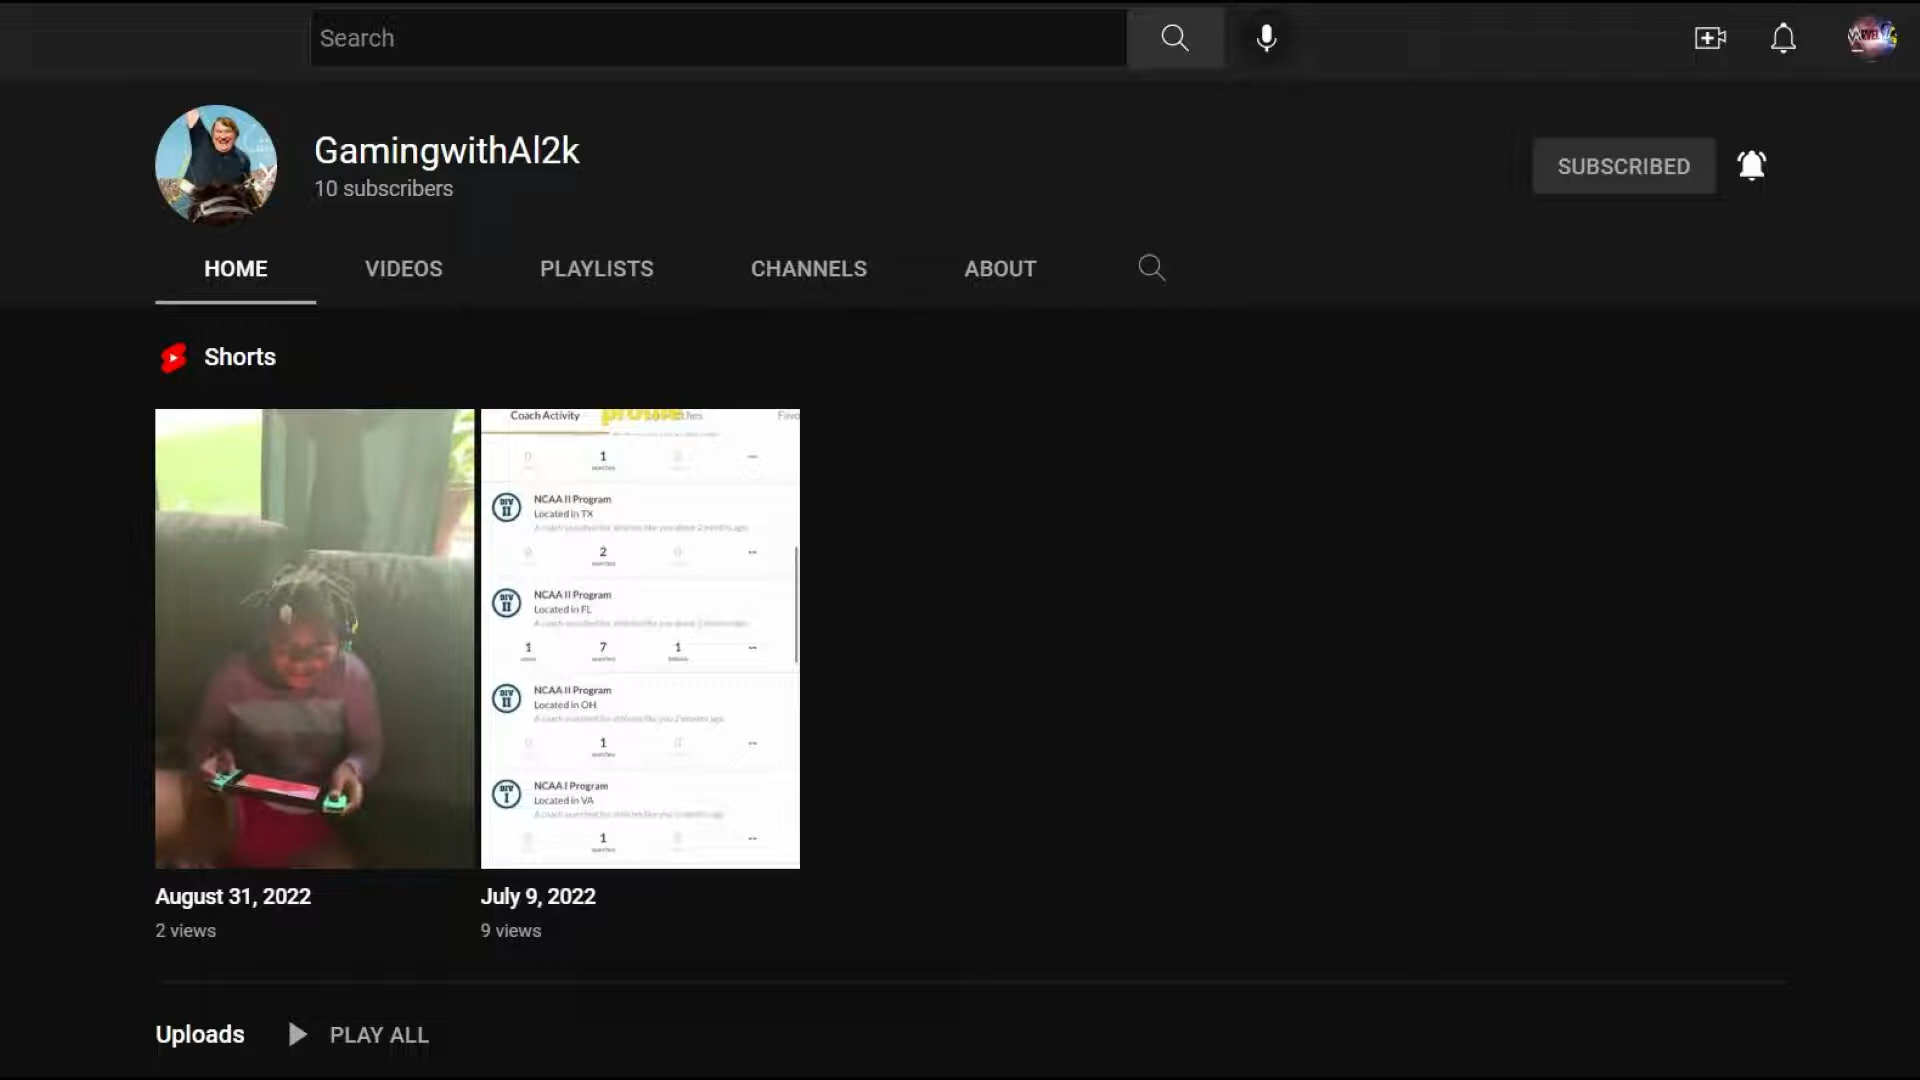 Search
GamingwithAl2k
10 subscribers
SUBSCRIBED
HOME
VIDEOS
PLAYLISTS
CHANNELS
ABOUT
Shorts
Coach Activity
profile
1
NCAA II Program
Located in TX
2
NCAA II Program
Located in FL
1 7 1 --
NCAA II Program
Located in OH
1
NCAA I Program
Located in VA
1
August 31, 2022
2 views
July 9, 2022
9 views
Uploads
PLAY ALL